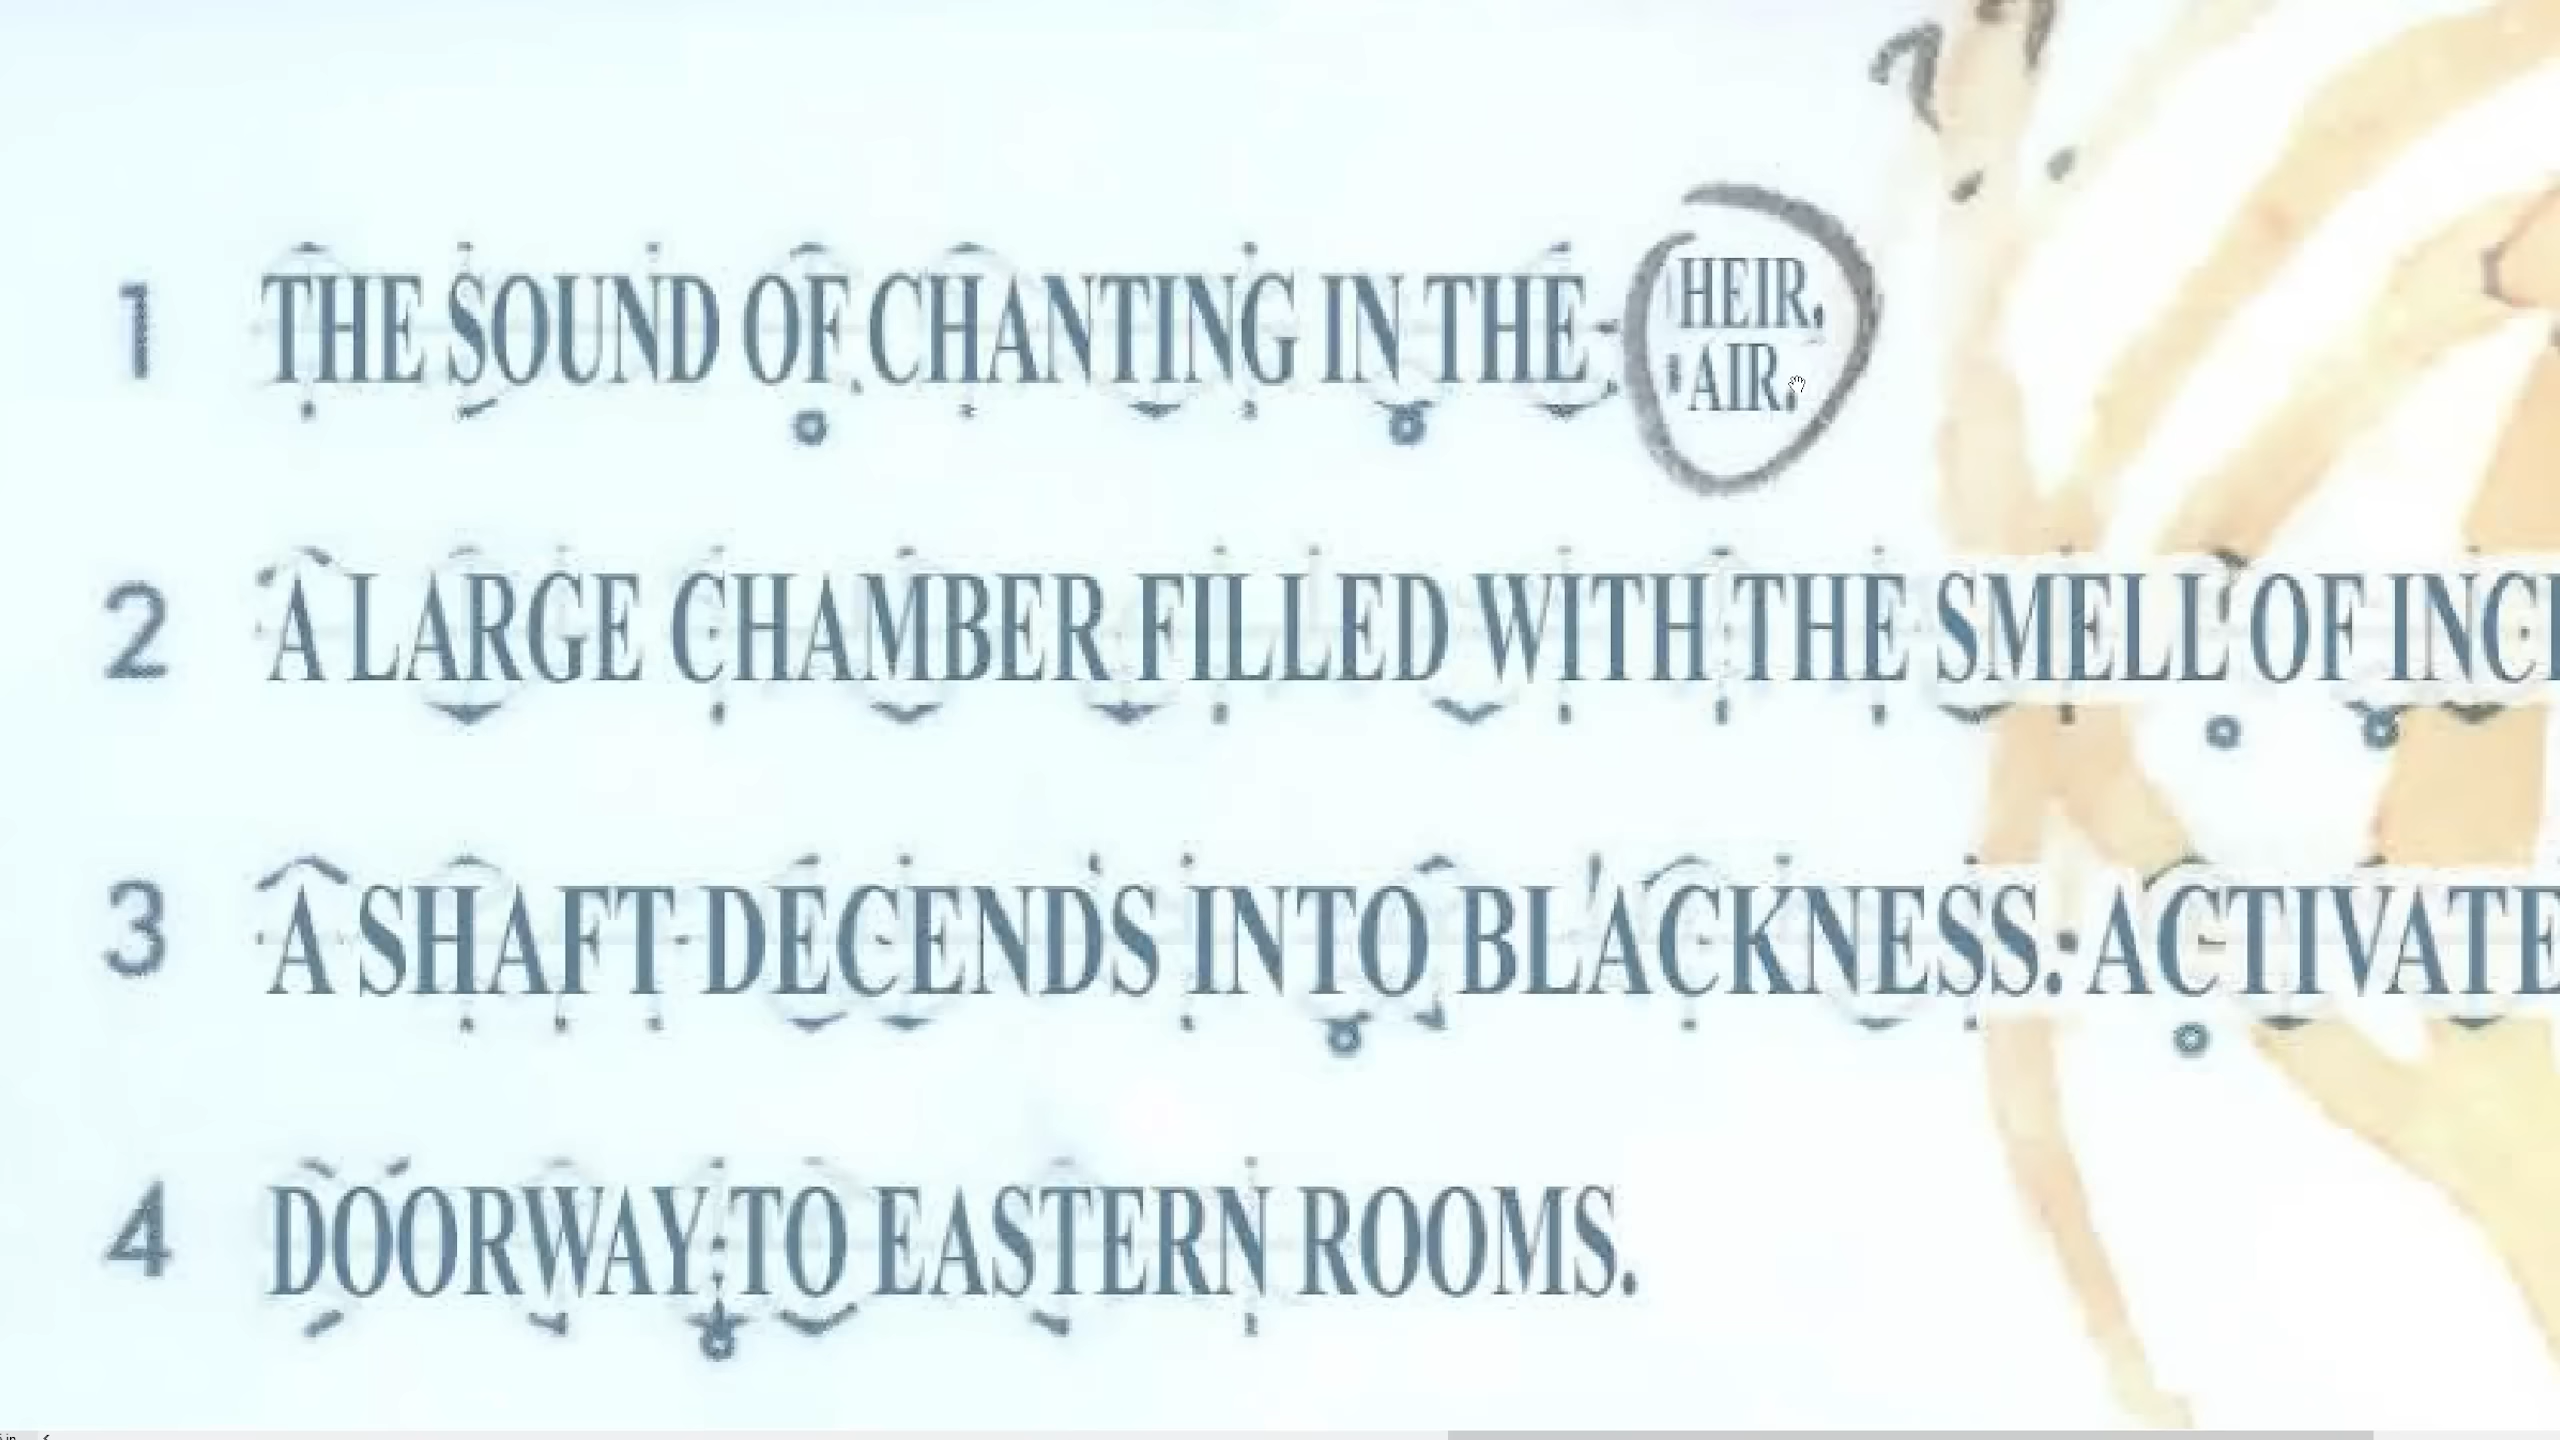 1 THE SOUND OF CHANTING IN THE HEIR.
AIR.
2 A LARGE CHAMBER FILLED WITH THE SMELL OF
3 A SHAFT DECENDS INTO BLACKNESS. ACTIVATE
4 DOORWAY TO EASTERN ROOMS.